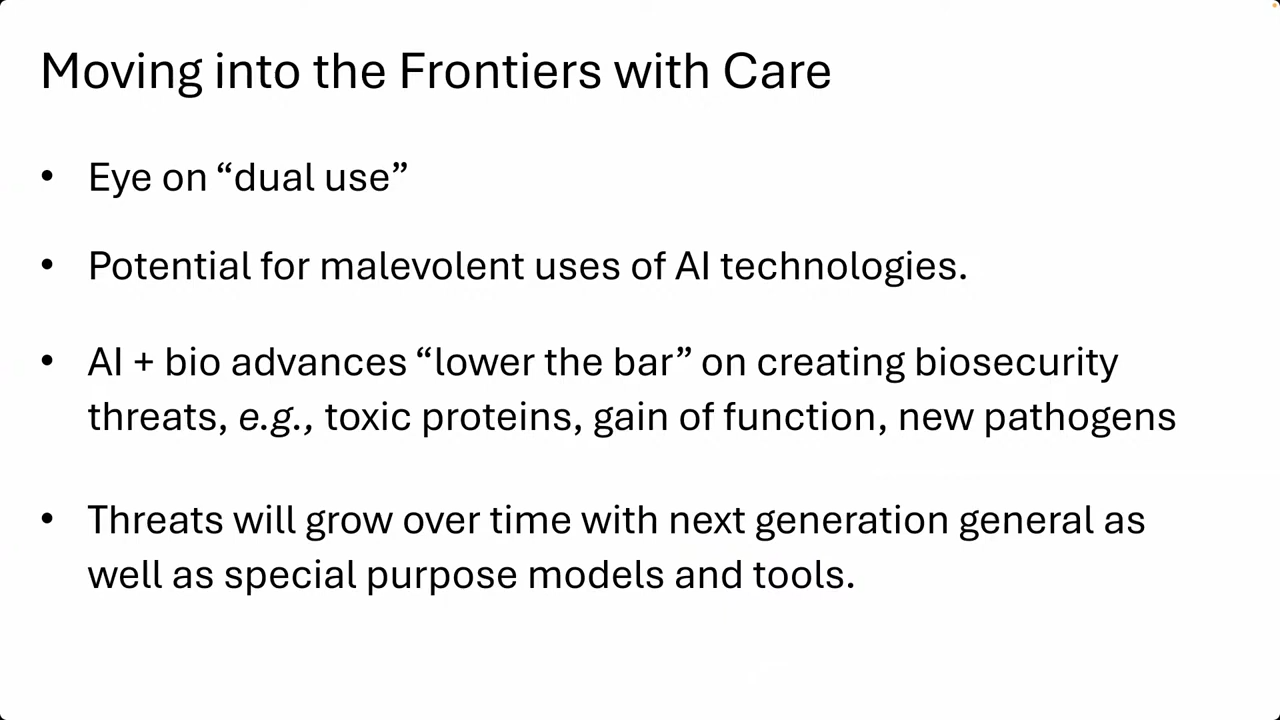 Moving into the Frontiers with Care
• Eye on “dual use”
• Potential for malevolent uses of AI technologies.
• AI + bio advances “lower the bar” on creating biosecurity
threats, e.g., toxic proteins, gain of function, new pathogens
• Threats will grow over time with next generation general as
well as special purpose models and tools.